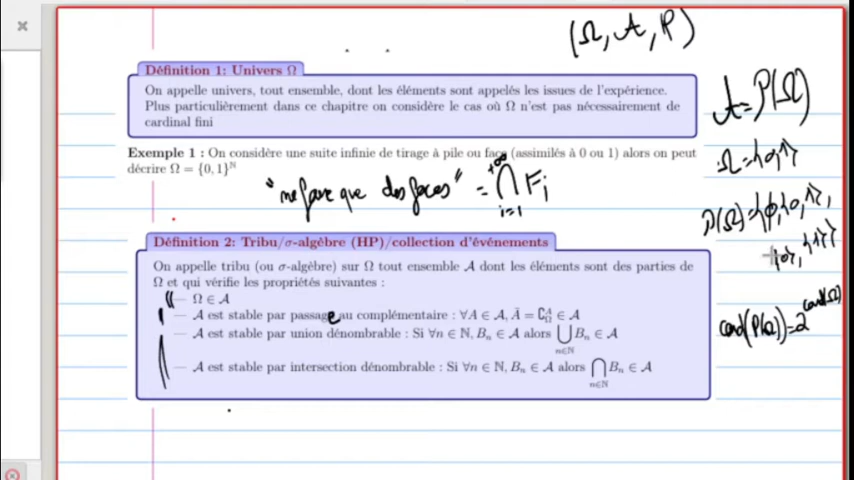 (Ω, A, P)
Définition 1: Univers Ω
On appelle univers, tout ensemble, dont les éléments sont appelés les issues de l'expérience.
Plus particulièrement dans ce chapitre on considère le cas où Ω n'est pas nécessairement de
cardinal fini
A = P(Ω)
Exemple 1 : On considère une suite infinie de tirage à pile ou face (assimilés à 0 ou 1) alors on peut
décrire Ω = {0, 1}^ℕ
Ω = {0, 1}
"ne faire que des faces" = ⋂_{i=1}^{+∞} F_i
P(Ω) = {ϕ, {0, 1},
{0}, {1}}
Définition 2: Tribu/σ-algèbre (HP)/collection d'événements
On appelle tribu (ou σ-algèbre) sur Ω tout ensemble 𝒜 dont les éléments sont des parties de
Ω et qui vérifie les propriétés suivantes :
— Ω ∈ 𝒜
— 𝒜 est stable par passage au complémentaire : ∀A ∈ 𝒜, Ā = ∁_Ω^A ∈ 𝒜
— 𝒜 est stable par union dénombrable : Si ∀n ∈ ℕ, B_n ∈ 𝒜 alors ⋃_{n∈ℕ} B_n ∈ 𝒜
— 𝒜 est stable par intersection dénombrable : Si ∀n ∈ ℕ, B_n ∈ 𝒜 alors ⋂_{n∈ℕ} B_n ∈ 𝒜
card(P(Ω)) = 2^{card(Ω)}